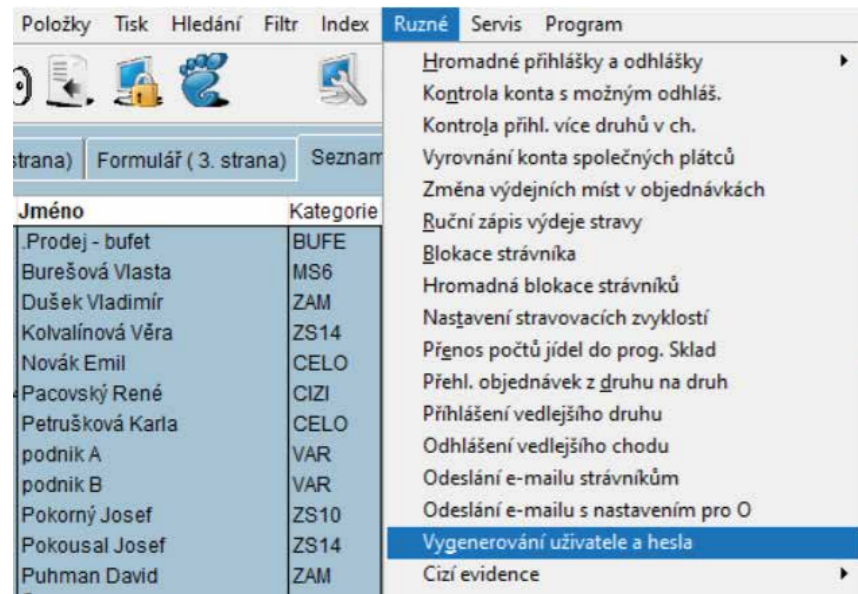 Položky Tisk Hledání Filtr Index Ruzné Servis Program
strana) Formulář ( 3. strana) Seznam
Jméno Kategorie
.Prodej - bufet BUFE
Burešová Vlasta MS6
Dušek Vladimír ZAM
Kolvalínová Věra ZS14
Novák Emil CELO
Pacovský René CIZI
Petrušková Karla CELO
podnik A VAR
podnik B VAR
Pokorný Josef ZS10
Pokousal Josef ZS14
Puhman David ZAM
Hromadné přihlášky a odhlášky
Kontrola konta s možným odhláš.
Kontrola přihl. více druhů v ch.
Vyrovnání konta společných plátců
Změna výdejních míst v objednávkách
Ruční zápis výdeje stravy
Blokace strávníka
Hromadná blokace strávníků
Nastavení stravovacích zvyklostí
Přenos počtů jídel do prog. Sklad
Přehl. objednávek z druhu na druh
Příhlášení vedlejšího druhu
Odhlášení vedlejšího chodu
Odeslání e-mailu strávníkům
Odeslání e-mailu s nastavením pro O
Vygenerování uživatele a hesla
Cizí evidence